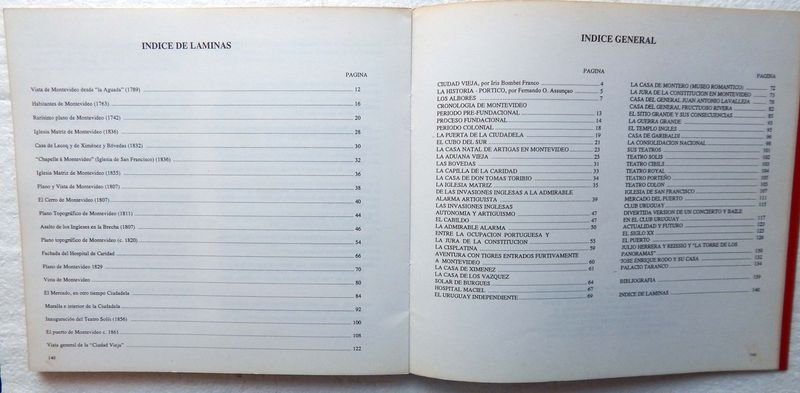 INDICE DE LAMINAS
PAGINA
Vista de Montevideo desde "la Aguada" (1789) 12
Habitantes de Montevideo (1763) 16
Rarísimo plano de Montevideo (1742) 20
Iglesia Matriz de Montevideo (1836) 28
Casa de Lecoq y de Ximénez y Bóvedas (1832) 30
"Chapelle à Montevideo" (Iglesia de San Francisco) (1836) 32
Iglesia Matriz de Montevideo (1835) 36
Plano y Vista de Montevideo (1807) 38
El Cerro de Montevideo (1807) 40
Plano Topográfico de Montevideo (1811) 44
Asalto de los Ingleses en la Brecha (1807) 46
Plano topográfico de Montevideo (c. 1820) 54
Fachada del Hospital de Caridad 66
Plano de Montevideo 1829 70
Vista de Montevideo 80
El Mercado, en otro tiempo Ciudadela 84
Muralla e interior de la Ciudadela 92
Inauguración del Teatro Solís (1856) 100
El puerto de Montevideo c. 1861 108
Vista general de la "Ciudad Vieja" 122
140
INDICE GENERAL
PAGINA
CIUDAD VIEJA, por Iris Bombet Franco 4
LA HISTORIA - PORTICO, por Fernando O. Assunçao 5
LOS ALBORES 7
CRONOLOGIA DE MONTEVIDEO
PERIODO PRE-FUNDACIONAL 13
PROCESO FUNDACIONAL 14
PERIODO COLONIAL 18
LA PUERTA DE LA CIUDADELA 19
EL CUBO DEL SUR 21
LA CASA NATAL DE ARTIGAS EN MONTEVIDEO 23
LA ADUANA VIEJA 25
LAS BOVEDAS 31
LA CAPILLA DE LA CARIDAD 33
LA CASA DE DON TOMAS TORIBIO 34
LA IGLESIA MATRIZ 35
DE LAS INVASIONES INGLESAS A LA ADMIRABLE
ALARMA ARTIGUISTA 39
LAS INVASIONES INGLESAS
AUTONOMIA Y ARTIGUISMO 47
EL CABILDO 47
LA ADMIRABLE ALARMA 50
ENTRE LA OCUPACION PORTUGUESA Y
LA JURA DE LA CONSTITUCION 53
LA CISPLATINA 59
AVENTURA CON TIGRES ENTRADOS FURTIVAMENTE
A MONTEVIDEO 60
LA CASA DE XIMENEZ 61
LA CASA DE LOS VAZQUEZ
SOLAR DE BURGUES 64
HOSPITAL MACIEL 67
EL URUGUAY INDEPENDIENTE 69
PAGINA
LA CASA DE MONTERO (MUSEO ROMANTICO) 72
LA JURA DE LA CONSTITUCION EN MONTEVIDEO 73
CASA DEL GENERAL JUAN ANTONIO LAVALLEJA
CASA DEL GENERAL FRUCTUOSO RIVERA 82
EL SITIO GRANDE Y SUS CONSECUENCIAS 85
LA GUERRA GRANDE
EL TEMPLO INGLES
CASA DE GARIBALDI
LA CONSOLIDACION NACIONAL
SUS TEATROS 101
TEATRO SOLIS 102
TEATRO CIBILS 103
TEATRO ROYAL 104
TEATRO PORTEÑO
TEATRO COLON
IGLESIA DE SAN FRANCISCO 107
MERCADO DEL PUERTO 111
CLUB URUGUAY
DIVERTIDA VERSION DE UN CONCIERTO Y BAILE
EN EL CLUB URUGUAY 117
ACTUALIDAD Y FUTURO
EL SIGLO XX 125
EL PUERTO
JULIO HERRERA Y REISSIG Y "LA TORRE DE LOS
PANORAMAS" 130
JOSE ENRIQUE RODO Y SU CASA 132
PALACIO TARANCO 134
BIBLIOGRAFIA 139
INDICE DE LAMINAS 140